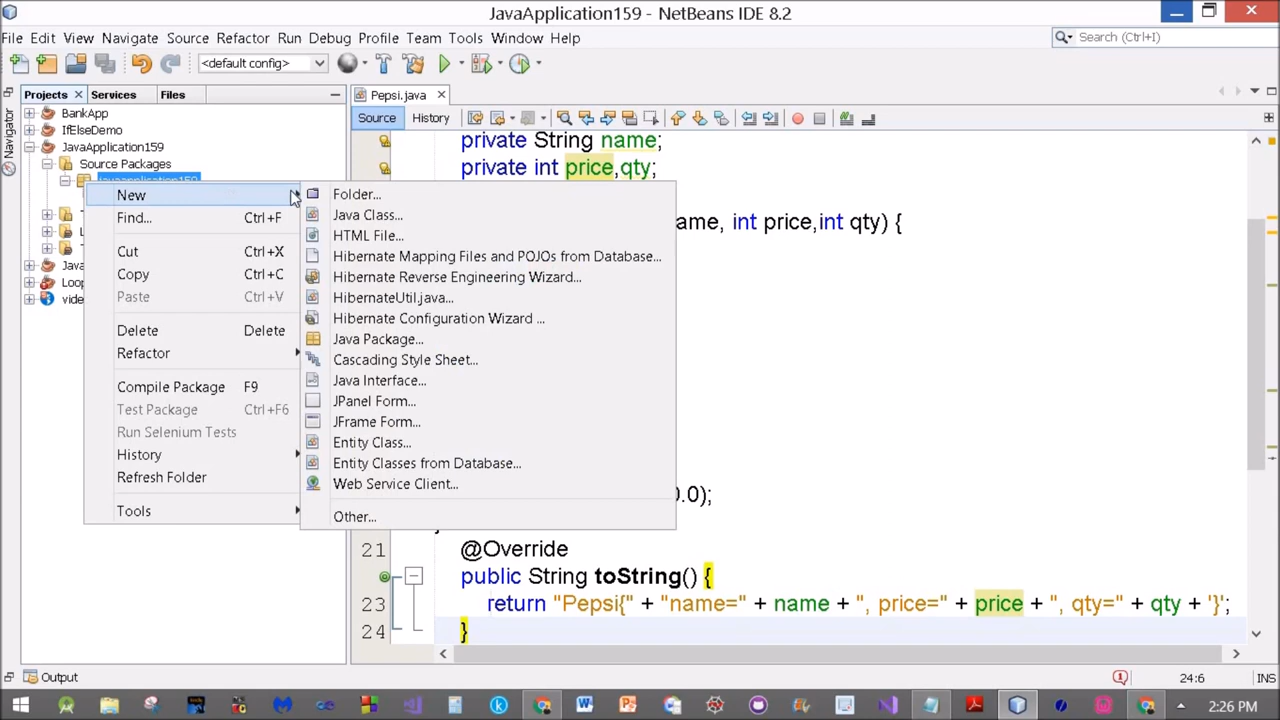 JavaApplication159 - NetBeans IDE 8.2
File Edit View Navigate Source Refactor Run Debug Profile Team Tools Window Help
Search (Ctrl+I)
<default config>
Projects Services Files
Navigator
BankApp
IfElseDemo
JavaApplication159
Source Packages
javaapplication159
Java
Loop
vide
New
Find... Ctrl+F
Cut Ctrl+X
Copy Ctrl+C
Paste Ctrl+V
Delete Delete
Refactor
Compile Package F9
Test Package Ctrl+F6
Run Selenium Tests
History
Refresh Folder
Tools
Folder...
Java Class...
HTML File...
Hibernate Mapping Files and POJOs from Database...
Hibernate Reverse Engineering Wizard...
HibernateUtil.java...
Hibernate Configuration Wizard ...
Java Package...
Cascading Style Sheet...
Java Interface...
JPanel Form...
JFrame Form...
Entity Class...
Entity Classes from Database...
Web Service Client...
Other...
Pepsi.java
Source History
private String name;
private int price,qty;
ame, int price,int qty) {
0.0);
21 @Override
public String toString() {
23 return "Pepsi{" + "name=" + name + ", price=" + price + ", qty=" + qty + '}';
24 }
Output
24:6 INS
2:26 PM